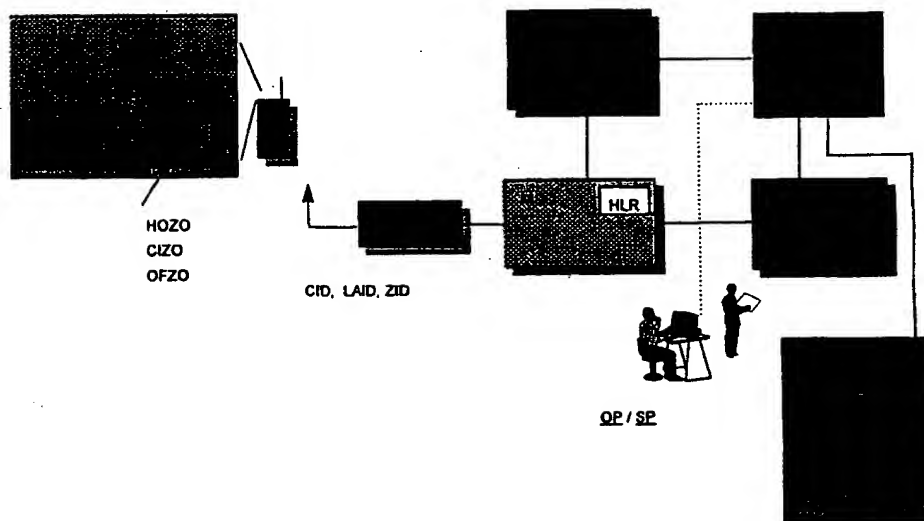 HLR
HOZO
CIZO
OFZO
CID, LAID, ZID
OP / SP